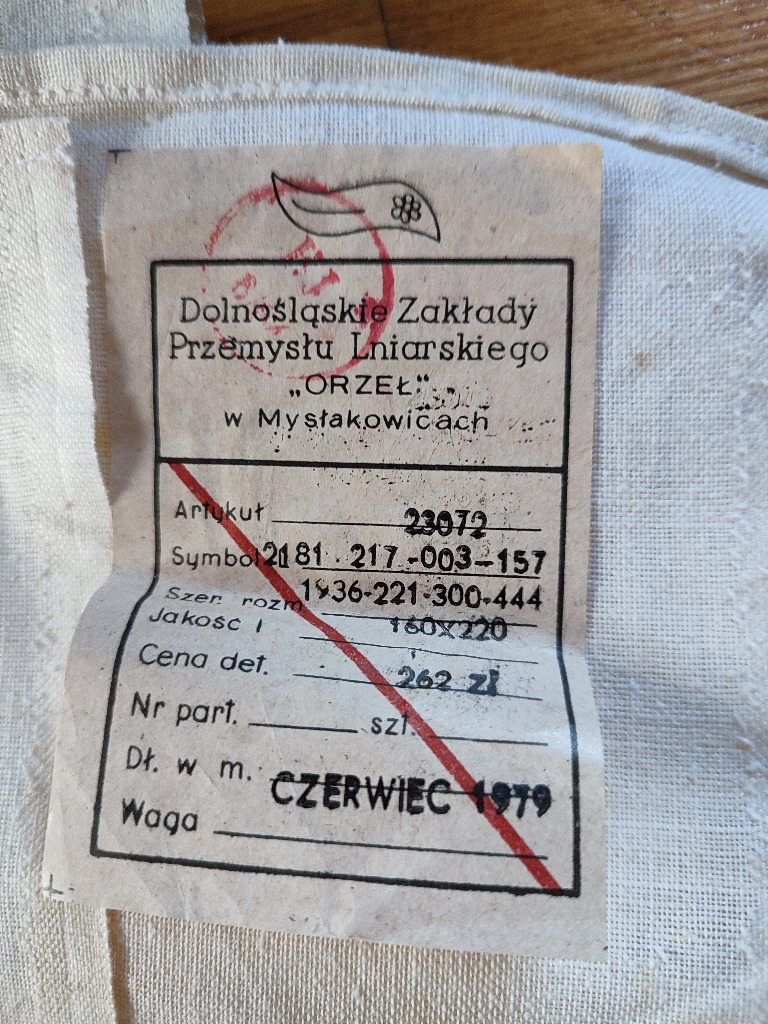 Dolnośląskie Zakłady
Przemysłu Lniarskiego
„ORZEŁ”
w Mysłakowicach
Artykuł 23072
Symbol 2181.217-003-157
1936-221-300-444
Szer. rozm. 160x220
Jakość I
Cena det. 262 zł
Nr part. szt.
Dł. w m. CZERWIEC 1979
Waga